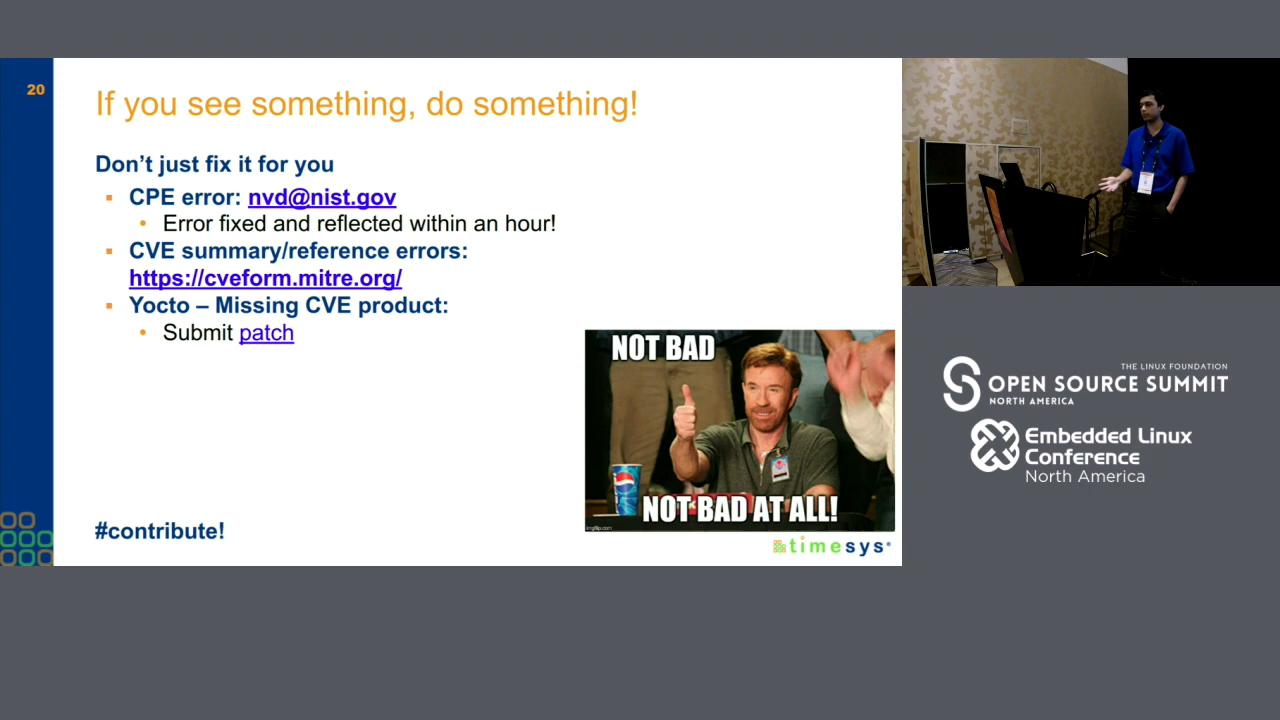 20
If you see something, do something!
Don't just fix it for you
▪ CPE error: nvd@nist.gov
• Error fixed and reflected within an hour!
▪ CVE summary/reference errors:
https://cveform.mitre.org/
▪ Yocto – Missing CVE product:
• Submit patch
NOT BAD
NOT BAD AT ALL!
imgflip.com
#contribute!
timesys
THE LINUX FOUNDATION
OPEN SOURCE SUMMIT
NORTH AMERICA
Embedded Linux
Conference
North America